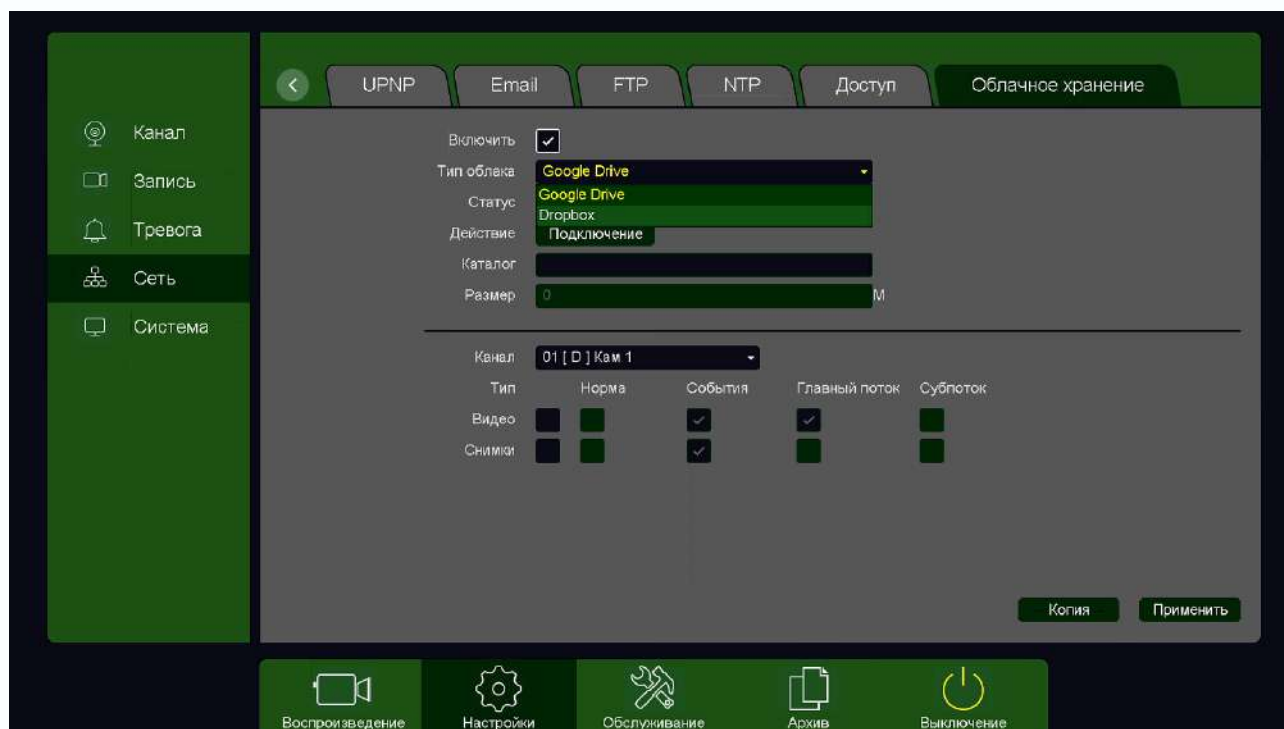 UPNP Email FTP NTP Доступ Облачное хранение
Канал
Запись
Тревога
Сеть
Система
Включить
Тип облака Google Drive
Google Drive
Статус
Dropbox
Действие Подключение
Каталог
Размер 0 М
Канал 01 [ D ] Кам 1
Тип Норма События Главный поток Субпоток
Видео
Снимки
Копия Применить
Воспроизведение Настройки Обслуживание Архив Выключение